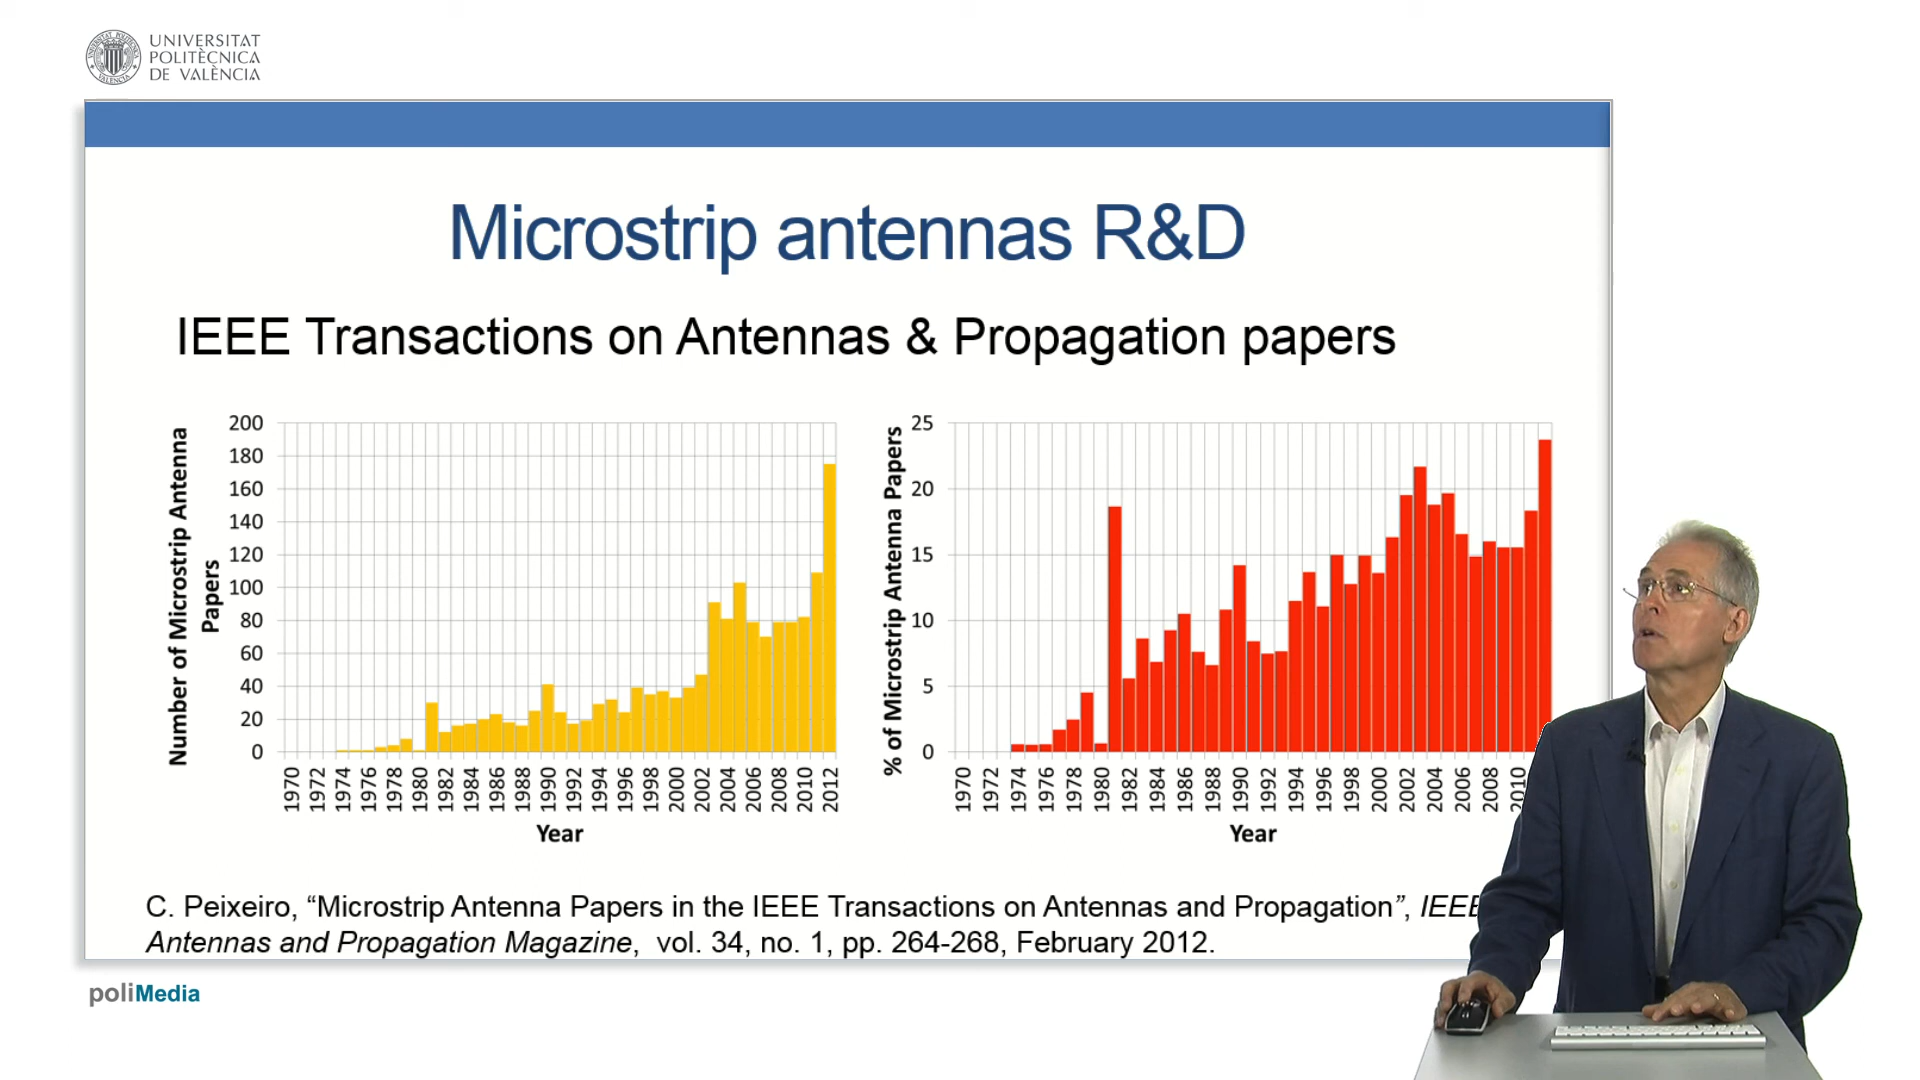 UNIVERSITAT
POLITÈCNICA
DE VALÈNCIA
Microstrip antennas R&D
IEEE Transactions on Antennas & Propagation papers
Number of Microstrip Antenna
Papers
200
180
160
140
120
100
80
60
40
20
0
1970 1972 1974 1976 1978 1980 1982 1984 1986 1988 1990 1992 1994 1996 1998 2000 2002 2004 2006 2008 2010 2012
Year
% of Microstrip Antenna Papers
25
20
15
10
5
0
1970 1972 1974 1976 1978 1980 1982 1984 1986 1988 1990 1992 1994 1996 1998 2000 2002 2004 2006 2008 2010
Year
C. Peixeiro, “Microstrip Antenna Papers in the IEEE Transactions on Antennas and Propagation”, IEEE
Antennas and Propagation Magazine, vol. 34, no. 1, pp. 264-268, February 2012.
poliMedia